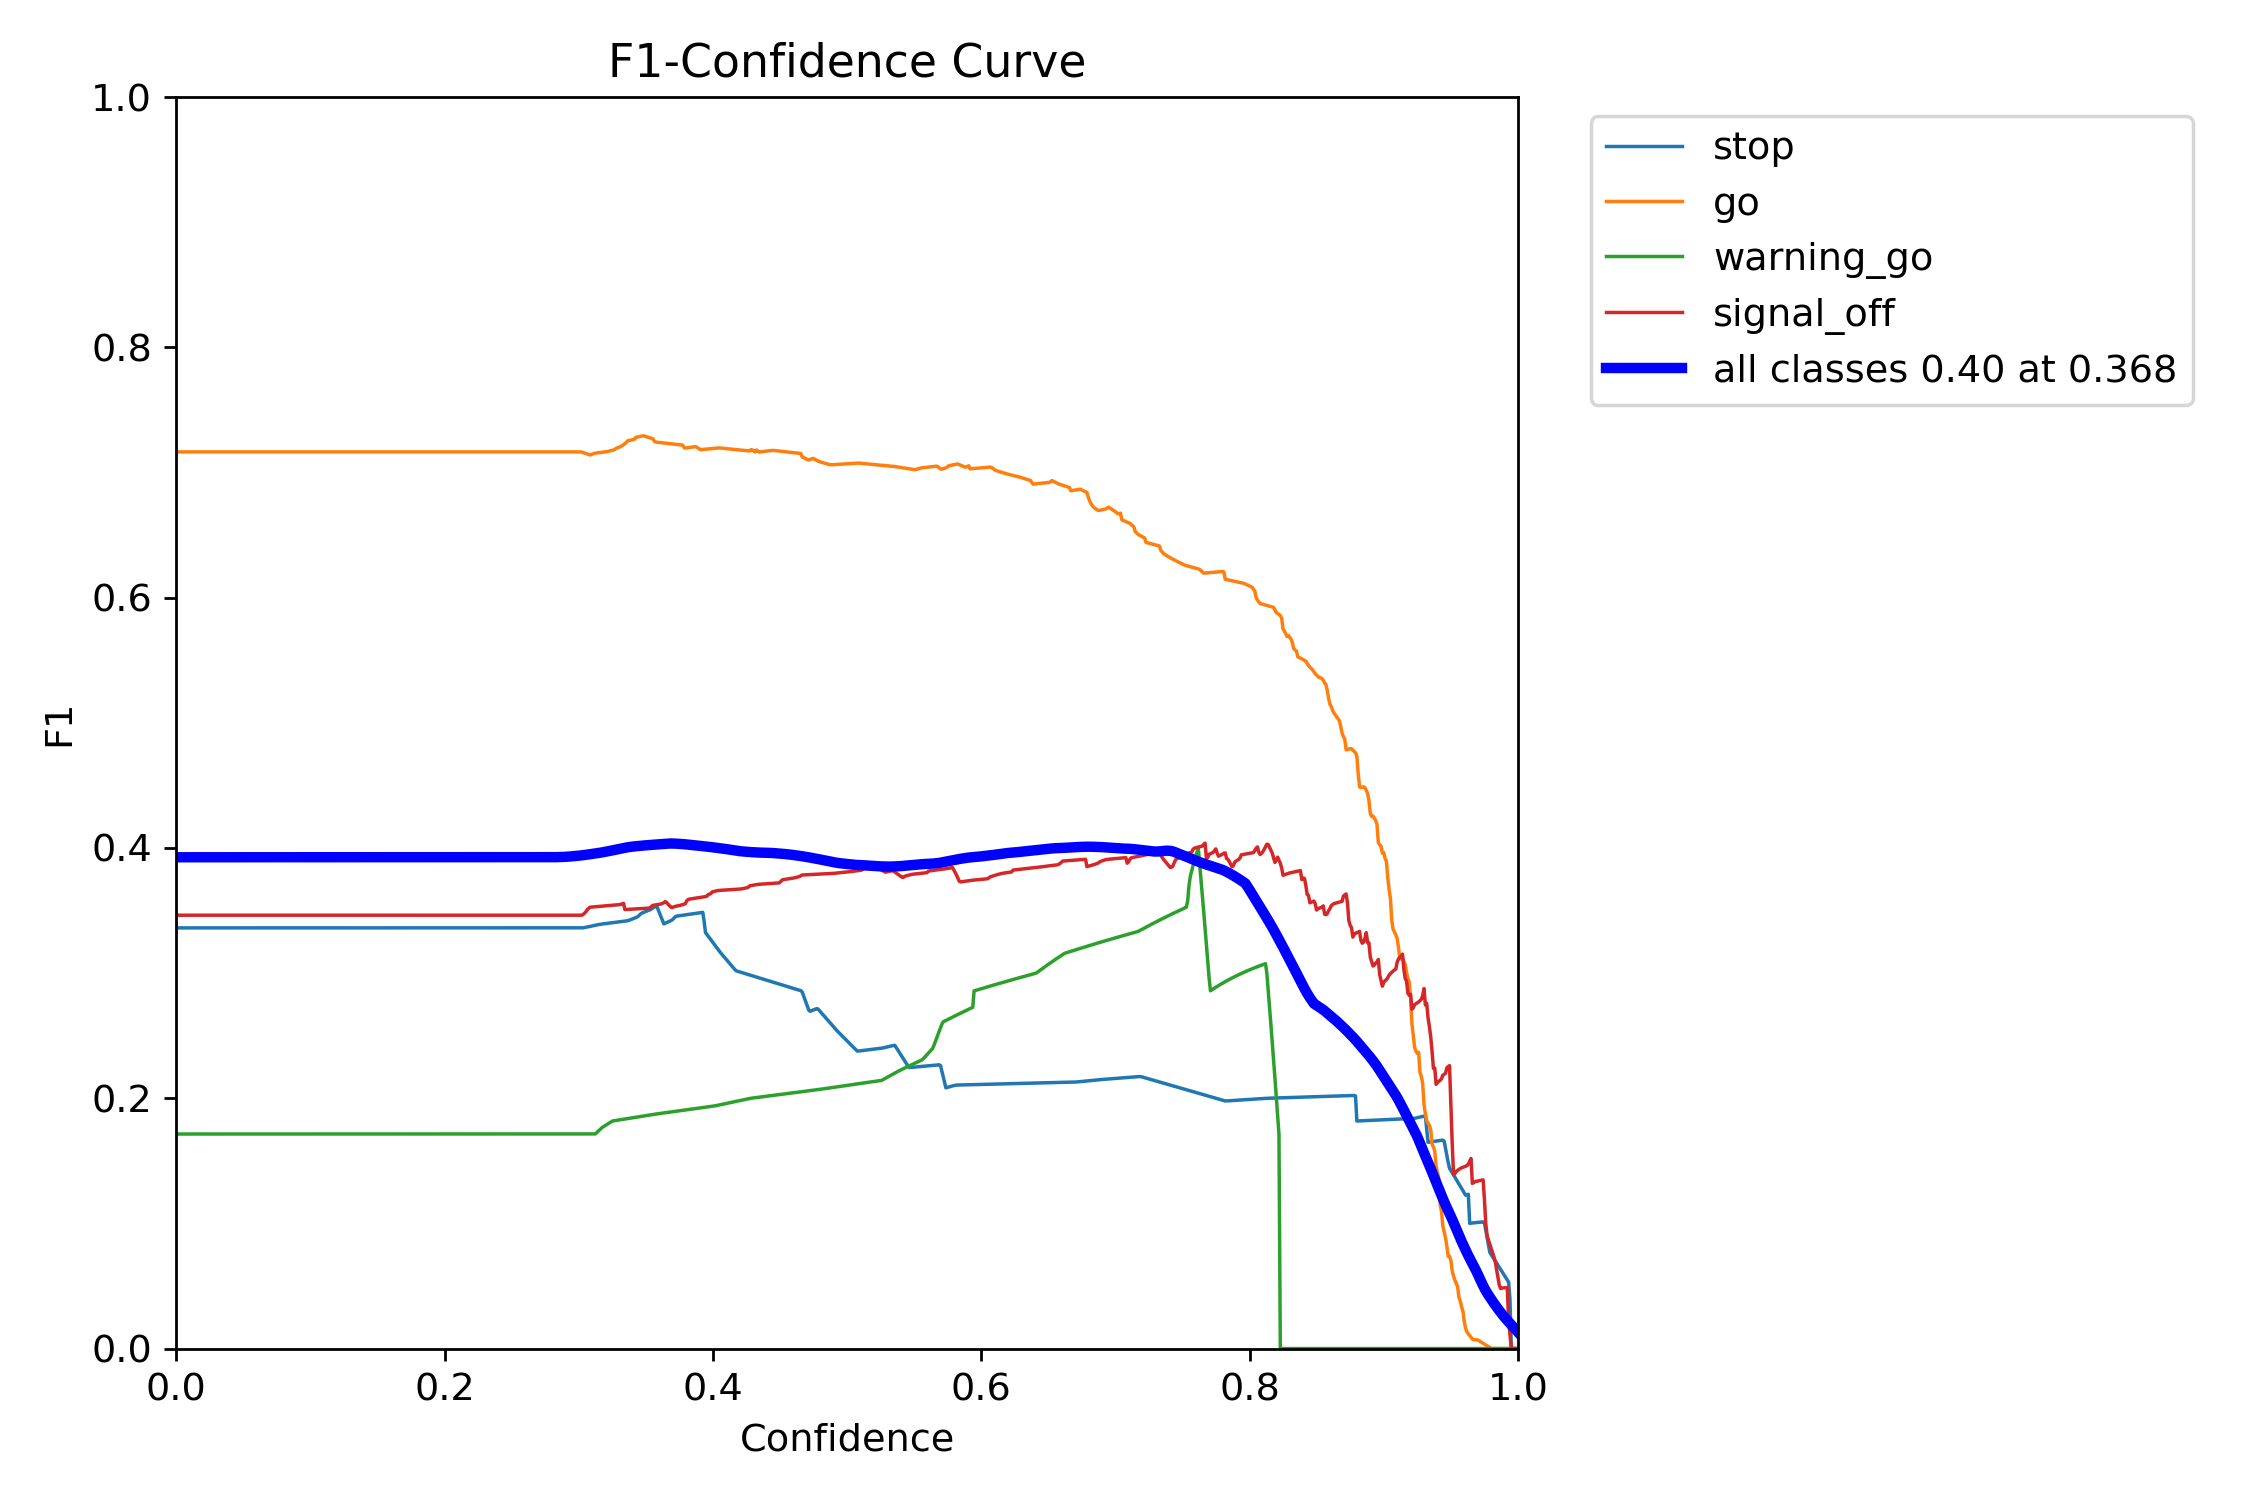 F1-Confidence Curve
1.0
0.8
0.6
0.4
0.2
0.0
F1
0.0 0.2 0.4 0.6 0.8 1.0
Confidence
stop
go
warning_go
signal_off
all classes 0.40 at 0.368